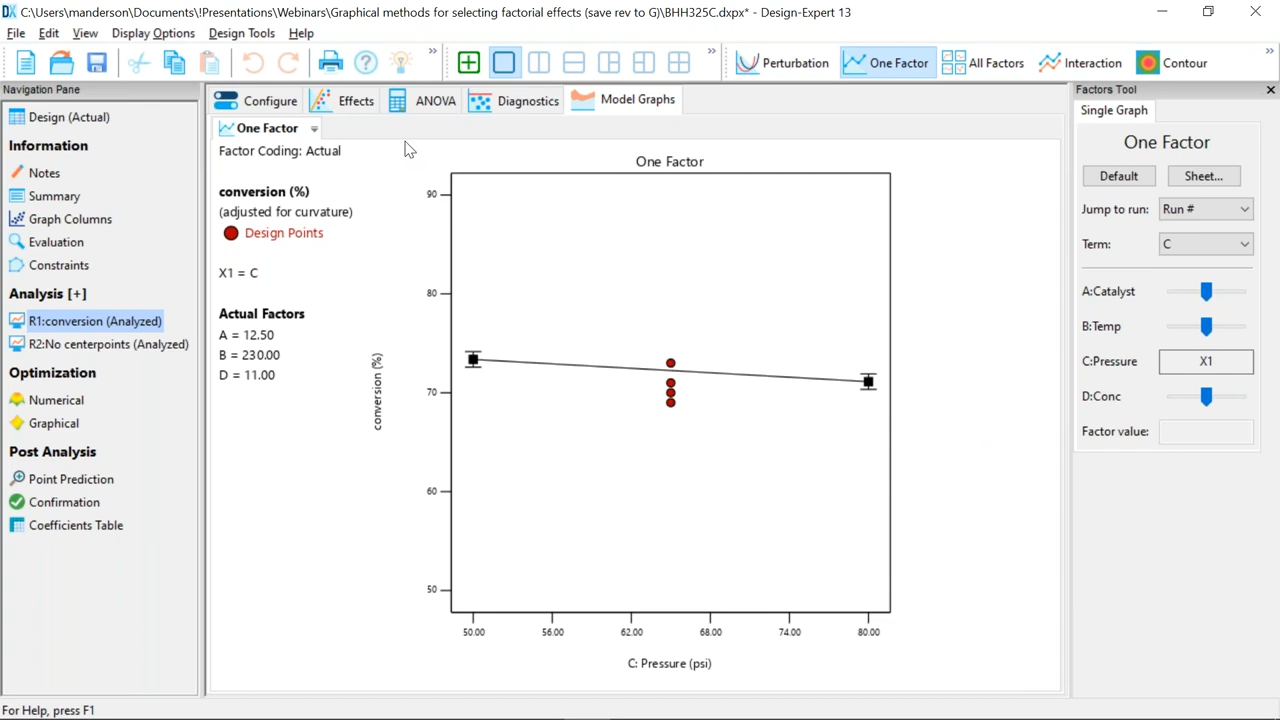 DX C:\Users\manderson\Documents\!Presentations\Webinars\Graphical methods for selecting factorial effects (save rev to G)\BHH325C.dxpx* - Design-Expert 13
File Edit View Display Options Design Tools Help
Perturbation One Factor All Factors Interaction Contour
Navigation Pane
Design (Actual)
Information
Notes
Summary
Graph Columns
Evaluation
Constraints
Analysis [+]
R1:conversion (Analyzed)
R2:No centerpoints (Analyzed)
Optimization
Numerical
Graphical
Post Analysis
Point Prediction
Confirmation
Coefficients Table
Configure Effects ANOVA Diagnostics Model Graphs
One Factor
Factor Coding: Actual
conversion (%)
(adjusted for curvature)
Design Points
X1 = C
Actual Factors
A = 12.50
B = 230.00
D = 11.00
One Factor
90
80
70
60
50
conversion (%)
50.00 56.00 62.00 68.00 74.00 80.00
C: Pressure (psi)
Factors Tool
Single Graph
One Factor
Default Sheet...
Jump to run: Run #
Term: C
A:Catalyst
B:Temp
C:Pressure X1
D:Conc
Factor value:
For Help, press F1